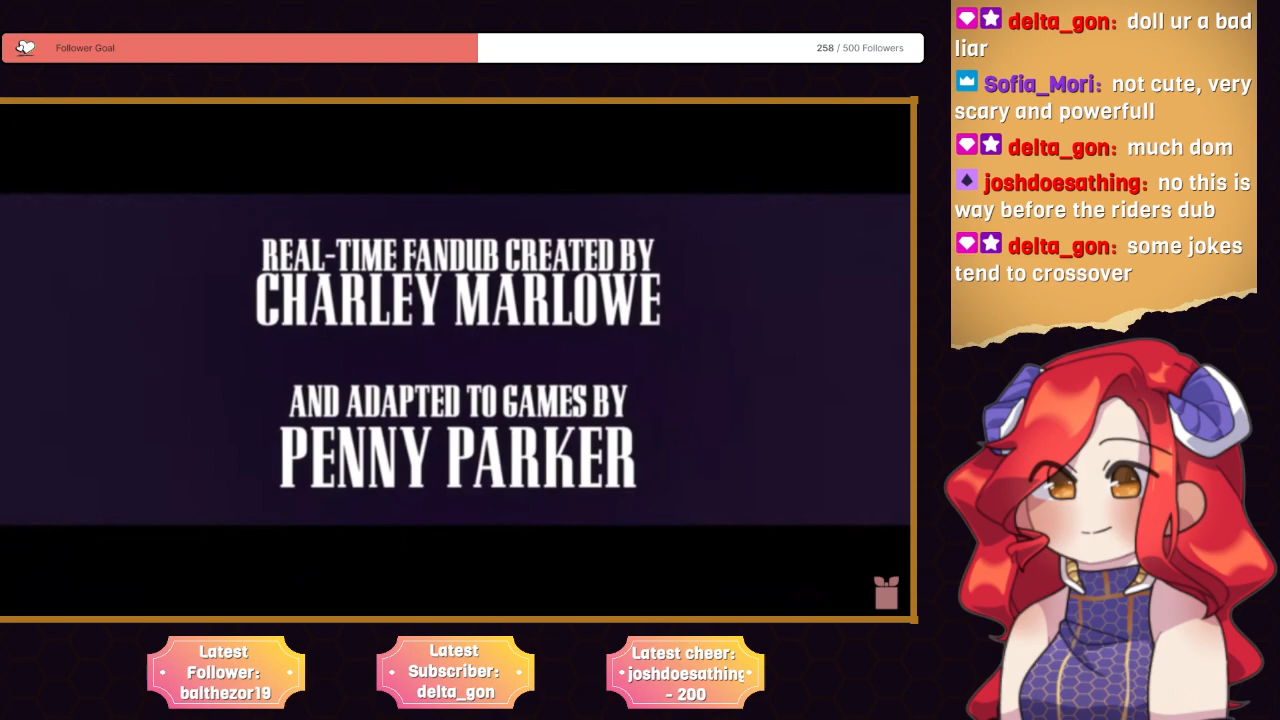 Follower Goal
258 / 500 Followers
REAL-TIME FANDUB CREATED BY
CHARLEY MARLOWE
AND ADAPTED TO GAMES BY
PENNY PARKER
delta_gon: doll ur a bad
liar
Sofia_Mori: not cute, very
scary and powerfull
delta_gon: much dom
joshdoesathing: no this is
way before the riders dub
delta_gon: some jokes
tend to crossover
Latest
Follower:
balthezor19
Latest
Subscriber:
delta_gon
Latest cheer:
joshdoesathing
- 200